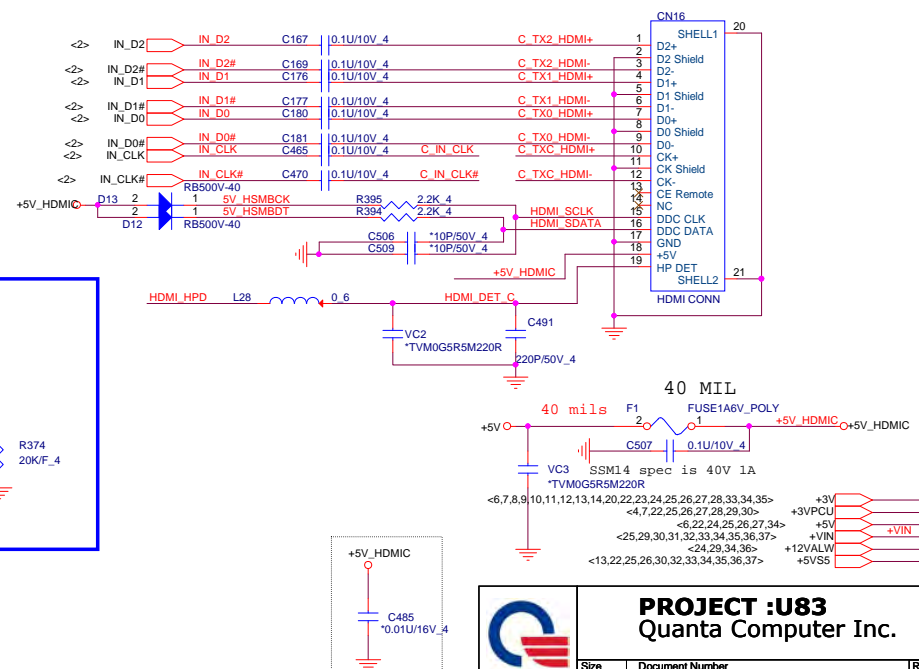 CN16
SHELL1 20
<2> IN_D2 IN_D2 C167 0.1U/10V_4 C_TX2_HDMI+ 1 D2+
2 D2 Shield
<2> IN_D2# IN_D2# C169 0.1U/10V_4 C_TX2_HDMI- 3 D2-
<2> IN_D1 IN_D1 C176 0.1U/10V_4 C_TX1_HDMI+ 4 D1+
5 D1 Shield
<2> IN_D1# IN_D1# C177 0.1U/10V_4 C_TX1_HDMI- 6 D1-
<2> IN_D0 IN_D0 C180 0.1U/10V_4 C_TX0_HDMI+ 7 D0+
8 D0 Shield
<2> IN_D0# IN_D0# C181 0.1U/10V_4 C_TX0_HDMI- 9 D0-
<2> IN_CLK IN_CLK C465 0.1U/10V_4 C_IN_CLK C_TXC_HDMI+ 10 CK+
11 CK Shield
<2> IN_CLK# IN_CLK# C470 0.1U/10V_4 C_IN_CLK# C_TXC_HDMI- 12 CK-
13 CE Remote
14 NC
RB500V-40
+5V_HDMIC D13 2 1 5V_HSMBCK R395 2.2K_4 HDMI_SCLK 15 DDC CLK
D12 2 1 5V_HSMBDT R394 2.2K_4 HDMI_SDATA 16 DDC DATA
RB500V-40
C506 *10P/50V_4 17 GND
C509 *10P/50V_4 18 +5V
+5V_HDMIC 19 HP DET
SHELL2 21
HDMI CONN
HDMI_HPD L28 0_6 HDMI_DET_C
VC2
*TVM0G5R5M220R
C491
220P/50V_4
R374
20K/F_4
40 MIL
40 mils F1 FUSE1A6V_POLY
+5V 2 1 +5V_HDMIC +5V_HDMIC
C507 0.1U/10V_4
VC3
*TVM0G5R5M220R
SSM14 spec is 40V 1A
<6,7,8,9,10,11,12,13,14,20,22,23,24,25,26,27,28,33,34,35> +3V
<4,7,22,25,26,27,28,29,30> +3VPCU
<6,22,24,25,26,27,34> +5V
<25,29,30,31,32,33,34,35,36,37> +VIN +VIN
<24,29,34,36> +12VALW
<13,22,25,26,30,32,33,34,35,36,37> +5VS5
+5V_HDMIC
C485
*0.01U/16V_4
PROJECT :U83
Quanta Computer Inc.
Size Document Number R